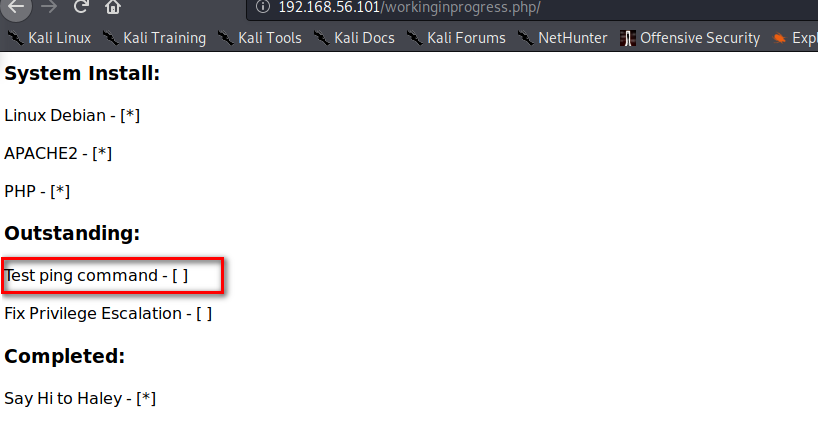 192.168.56.101/workinginprogress.php/
Kali Linux Kali Training Kali Tools Kali Docs Kali Forums NetHunter Offensive Security Expl
System Install:
Linux Debian - [*]
APACHE2 - [*]
PHP - [*]
Outstanding:
Test ping command - [ ]
Fix Privilege Escalation - [ ]
Completed:
Say Hi to Haley - [*]